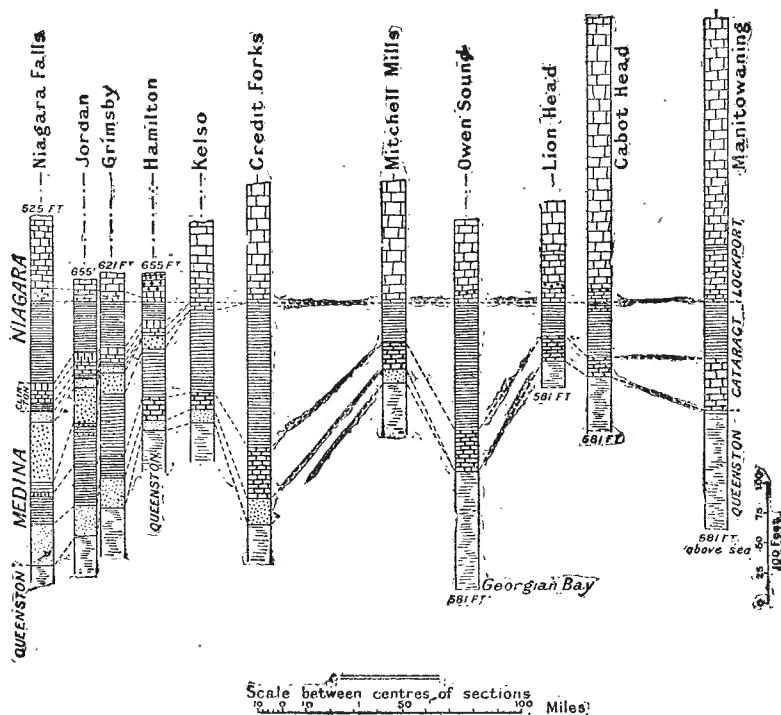 Niagara Falls
Jordan
Grimsby
Hamilton
Kelso
Credit Forks
Mitchell Mills
Owen Sound
Lion Head
Cabot Head
Manitowaning
625 FT
655'
621 FT
655 FT.
NIAGARA
MEDINA
QUEENSTON
QUEENSTON
LOCKPORT
CATARACT
QUEENSTON
581 FT
581 FT
581 FT
above sea
Georgian Bay
581 FT
100
75
50
25
0
100 Feet
Scale between centres of sections
10 0 10 50 100 Miles